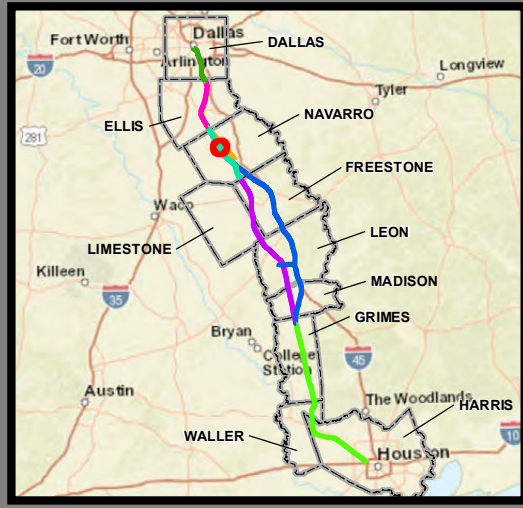 Fort Worth
Dallas
DALLAS
Arlington
20
Longview
Tyler
ELLIS
NAVARRO
281
FREESTONE
Waco
LEON
LIMESTONE
Killeen
MADISON
35
GRIMES
Bryan
College
Station
45
Austin
The Woodlands
HARRIS
WALLER
Houston
10